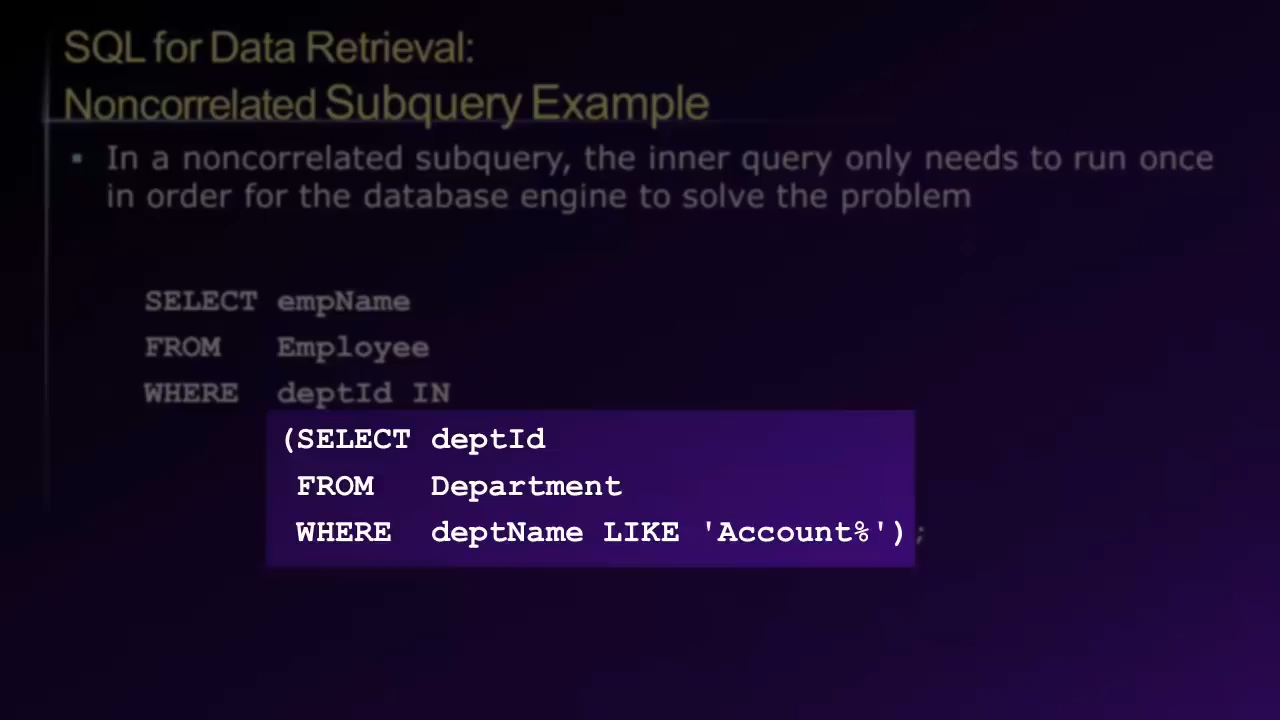 SQL for Data Retrieval:
Noncorrelated Subquery Example
▪ In a noncorrelated subquery, the inner query only needs to run once
in order for the database engine to solve the problem
SELECT empName
FROM Employee
WHERE deptId IN
(SELECT deptId
FROM Department
WHERE deptName LIKE 'Account%');